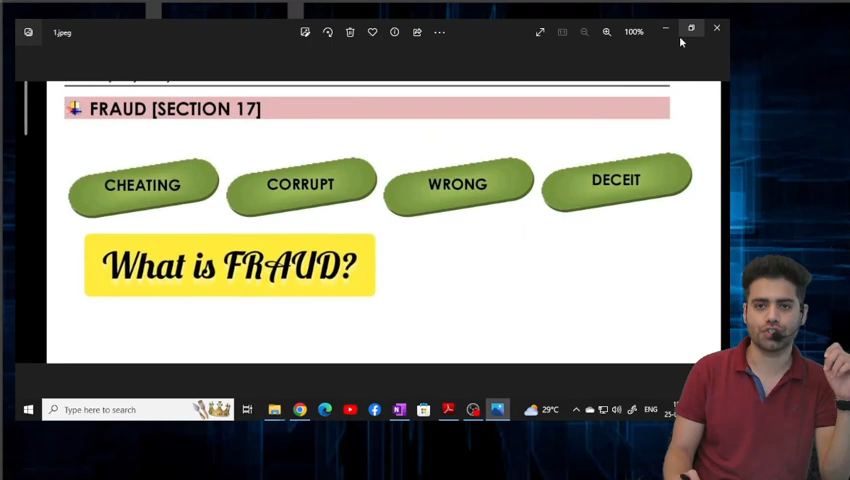 1.jpeg
100%
FRAUD [SECTION 17]
CHEATING CORRUPT WRONG DECEIT
What is FRAUD?
Type here to search
29°C ENG